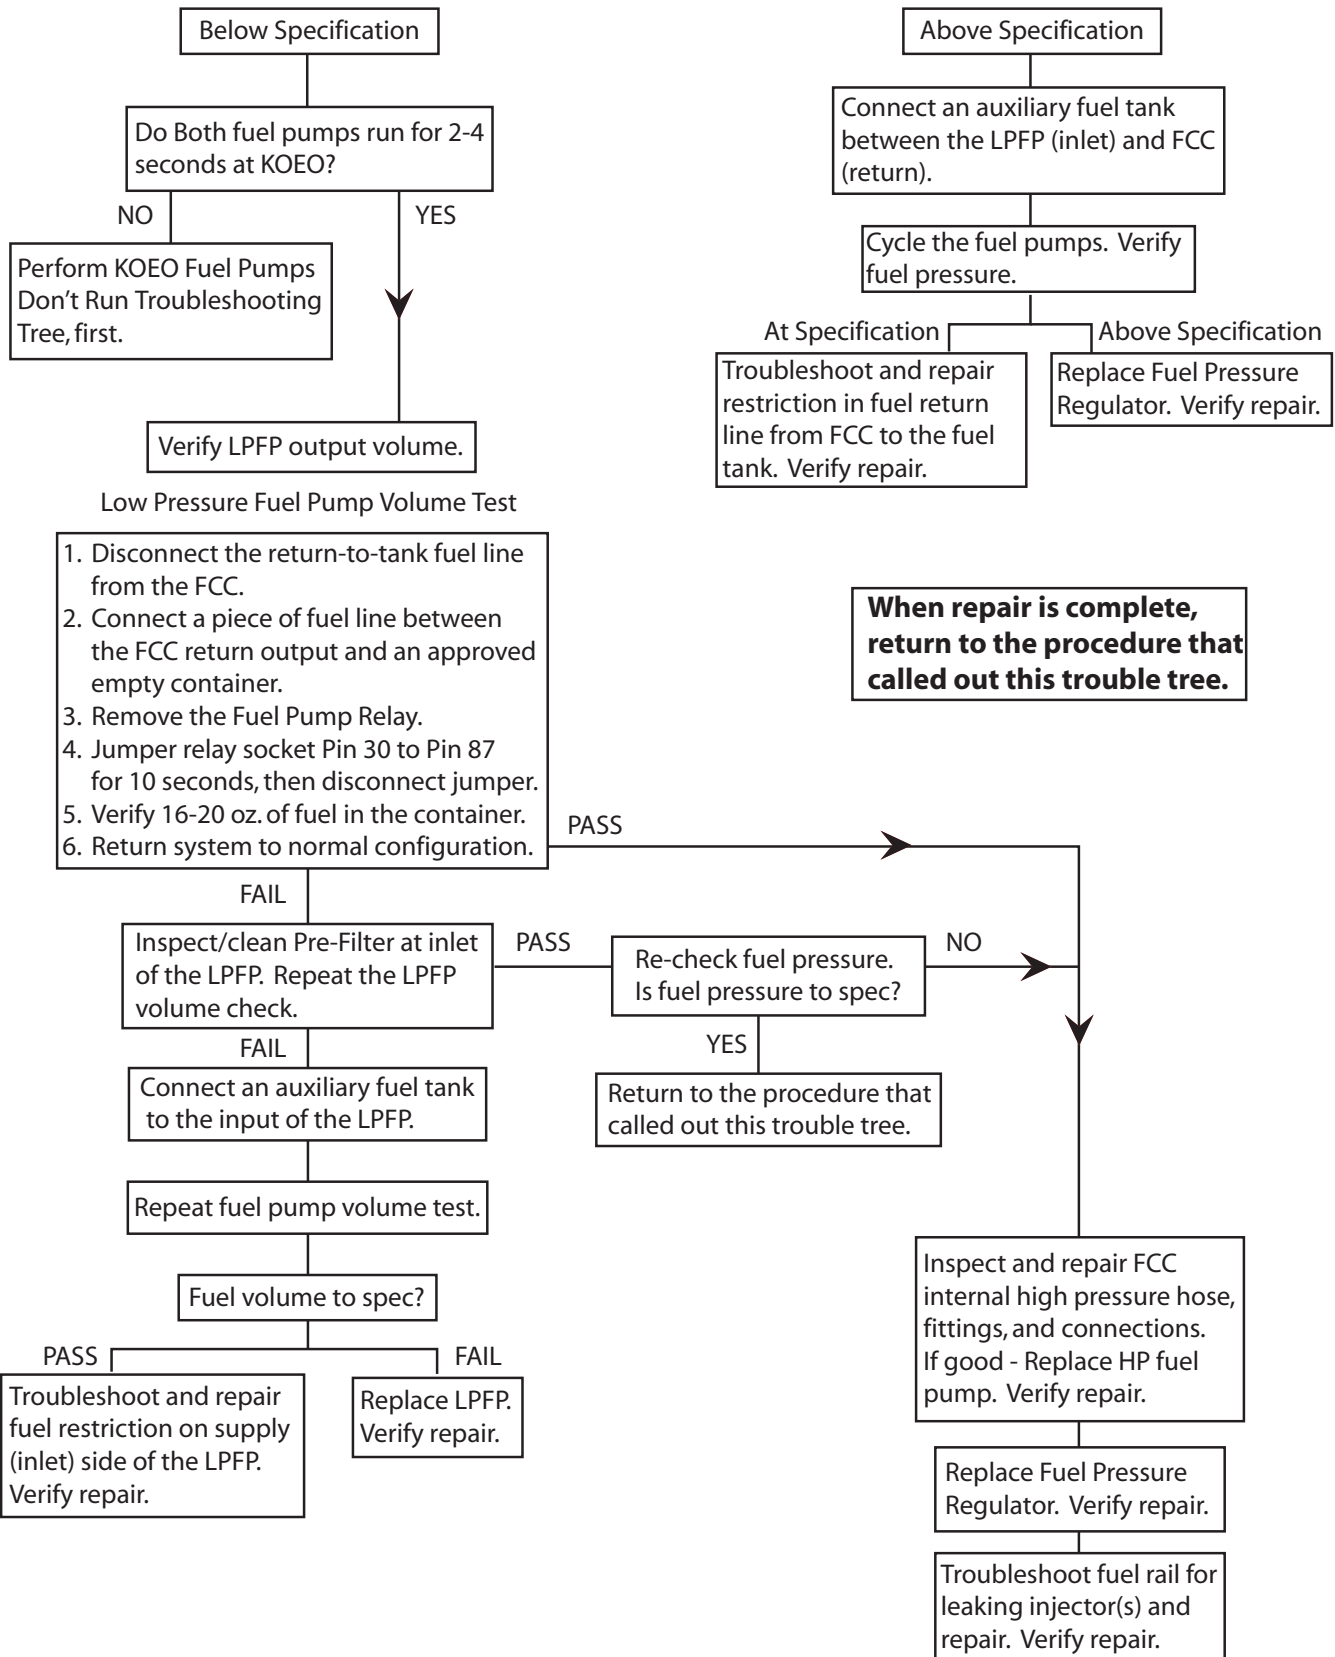 Below Specification
Do Both fuel pumps run for 2-4
seconds at KOEO?
NO
YES
Perform KOEO Fuel Pumps
Don't Run Troubleshooting
Tree, first.
Verify LPFP output volume.
Low Pressure Fuel Pump Volume Test
1. Disconnect the return-to-tank fuel line
from the FCC.
2. Connect a piece of fuel line between
the FCC return output and an approved
empty container.
3. Remove the Fuel Pump Relay.
4. Jumper relay socket Pin 30 to Pin 87
for 10 seconds, then disconnect jumper.
5. Verify 16-20 oz. of fuel in the container.
6. Return system to normal configuration.
PASS
FAIL
Inspect/clean Pre-Filter at inlet
of the LPFP. Repeat the LPFP
volume check.
PASS
Re-check fuel pressure.
Is fuel pressure to spec?
NO
YES
Return to the procedure that
called out this trouble tree.
FAIL
Connect an auxiliary fuel tank
to the input of the LPFP.
Repeat fuel pump volume test.
Fuel volume to spec?
PASS
FAIL
Troubleshoot and repair
fuel restriction on supply
(inlet) side of the LPFP.
Verify repair.
Replace LPFP.
Verify repair.
Above Specification
Connect an auxiliary fuel tank
between the LPFP (inlet) and FCC
(return).
Cycle the fuel pumps. Verify
fuel pressure.
At Specification
Above Specification
Troubleshoot and repair
restriction in fuel return
line from FCC to the fuel
tank. Verify repair.
Replace Fuel Pressure
Regulator. Verify repair.
When repair is complete,
return to the procedure that
called out this trouble tree.
Inspect and repair FCC
internal high pressure hose,
fittings, and connections.
If good - Replace HP fuel
pump. Verify repair.
Replace Fuel Pressure
Regulator. Verify repair.
Troubleshoot fuel rail for
leaking injector(s) and
repair. Verify repair.